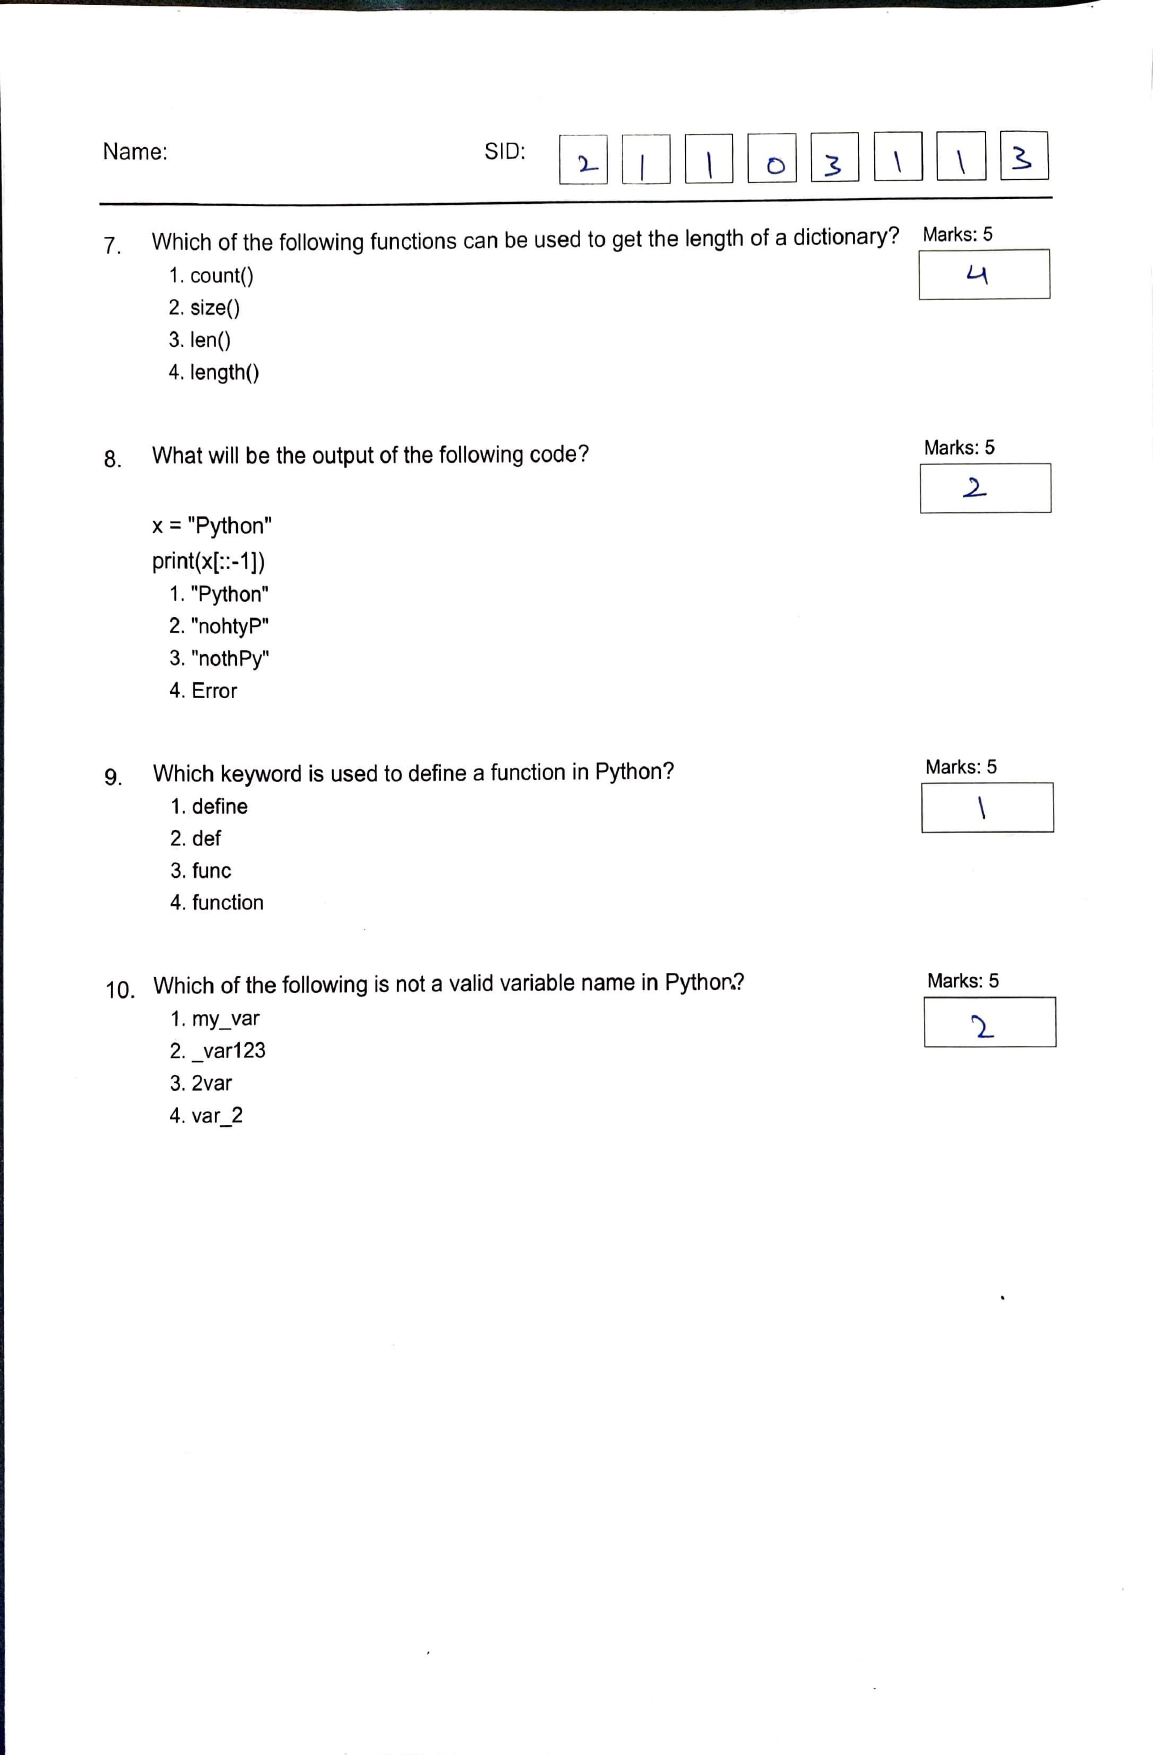 Name: SID: 2 1 1 0 3 1 1 3
7. Which of the following functions can be used to get the length of a dictionary? Marks: 5
4
1. count()
2. size()
3. len()
4. length()
8. What will be the output of the following code? Marks: 5
2
x = "Python"
print(x[::-1])
1. "Python"
2. "nohtyP"
3. "nothPy"
4. Error
9. Which keyword is used to define a function in Python? Marks: 5
1
1. define
2. def
3. func
4. function
10. Which of the following is not a valid variable name in Python? Marks: 5
2
1. my_var
2. _var123
3. 2var
4. var_2